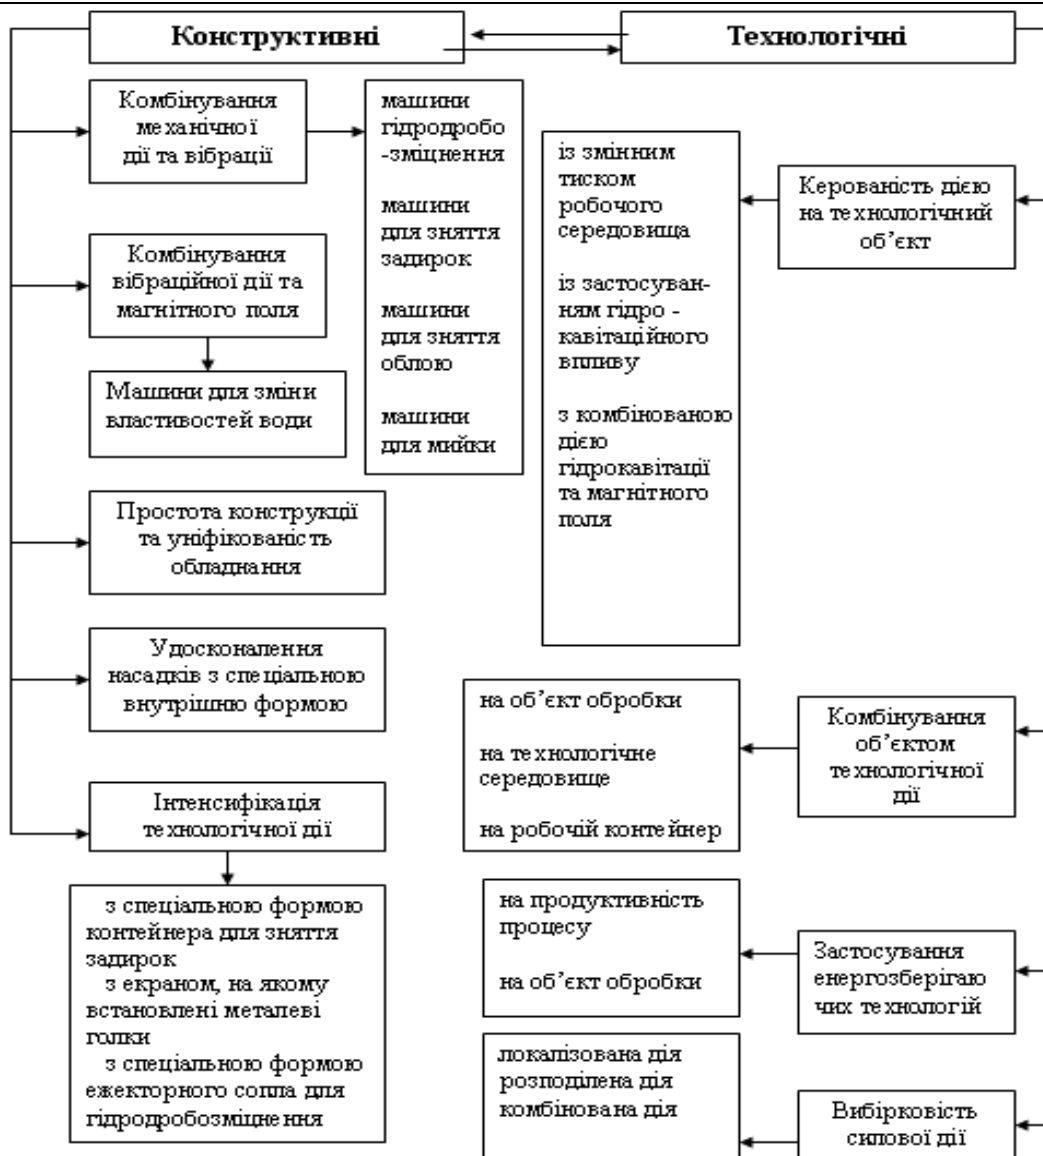 Конструктивні
Технологічні
Комбінування
механічної
дії та вібрації
машини
гідродробо
-зміцнення
машини
для зняття
задирок
машини
для зняття
облою
машини
для мийки
Комбінування
вібраційної дії та
магнітного поля
Машини для зміни
властивостей води
Простота конструкції
та уніфікованість
обладнання
Удосконалення
насадків з спеціальною
внутрішню формою
Інтенсифікація
технологічної дії
з спеціальною формою
контейнера для зняття
задирок
з екраном, на якому
встановлені металеві
голки
з спеціальною формою
ежекторного сопла для
гідродробозміцнення
із змінним
тиском
робочого
середовища
із застосуван-
ням гідро -
кавітаційного
впливу
з комбінованою
дією
гідрокавітації
та магнітного
поля
Керованість дією
на технологічний
об’єкт
на об’єкт обробки
на технологічне
середовище
на робочій контейнер
Комбінування
об’єктом
технологічної
дії
на продуктивність
процесу
на об’єкт обробки
Застосування
енергозберігаю
чих технологій
локалізована дія
розподілена дія
комбінована дія
Вибірковість
силової дії